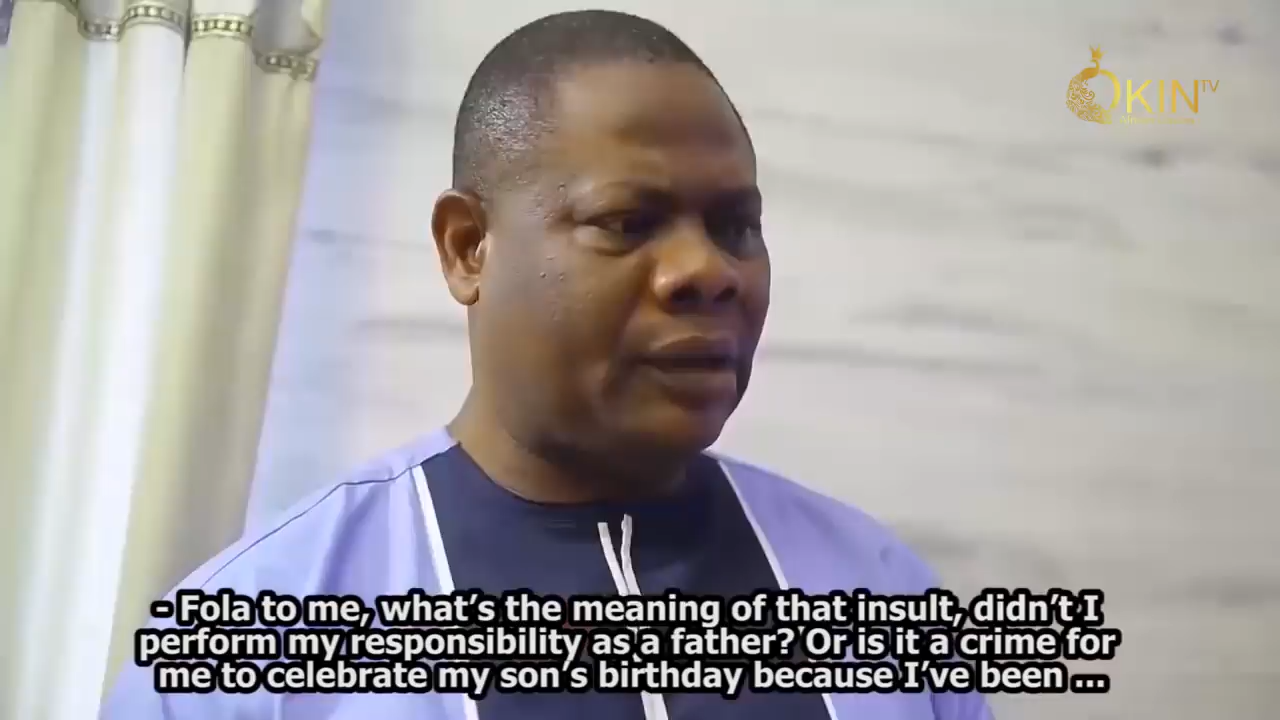 OKIN TV
- Fola to me, what's the meaning of that insult, didn't I
perform my responsibility as a father? Or is it a crime for
me to celebrate my son's birthday because I've been ...